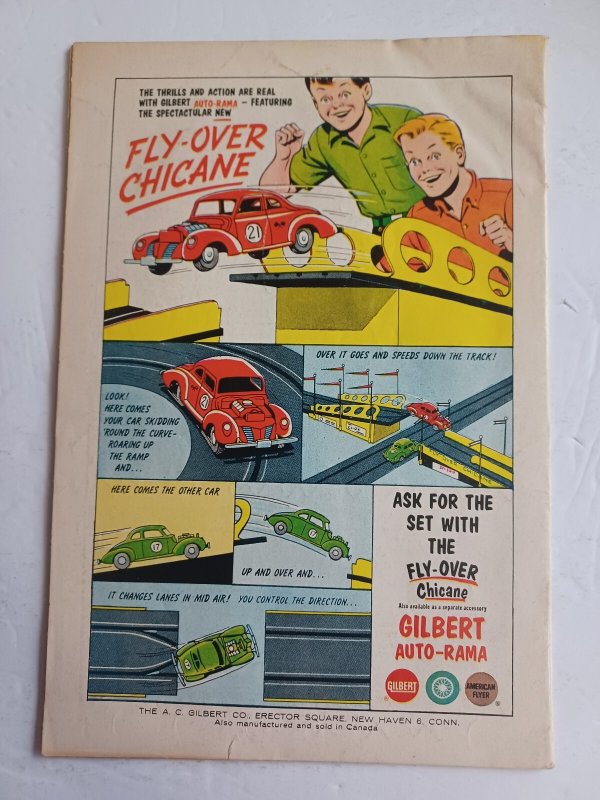 THE THRILLS AND ACTION ARE REAL
WITH GILBERT AUTO-RAMA – FEATURING
THE SPECTACULAR NEW
FLY-OVER
CHICANE
21
LOOK!
HERE COMES
YOUR CAR SKIDDING
'ROUND THE CURVE-
ROARING UP
THE RAMP
AND...
21
OVER IT GOES AND SPEEDS DOWN THE TRACK!
HERE COMES THE OTHER CAR
17
UP AND OVER AND...
17
IT CHANGES LANES IN MID AIR! YOU CONTROL THE DIRECTION...
ASK FOR THE
SET WITH
THE
FLY-OVER
Chicane
Also available as a separate accessory
GILBERT
AUTO-RAMA
GILBERT
AMERICAN
FLYER
®
THE A. C. GILBERT CO., ERECTOR SQUARE, NEW HAVEN 6, CONN.
Also manufactured and sold in Canada